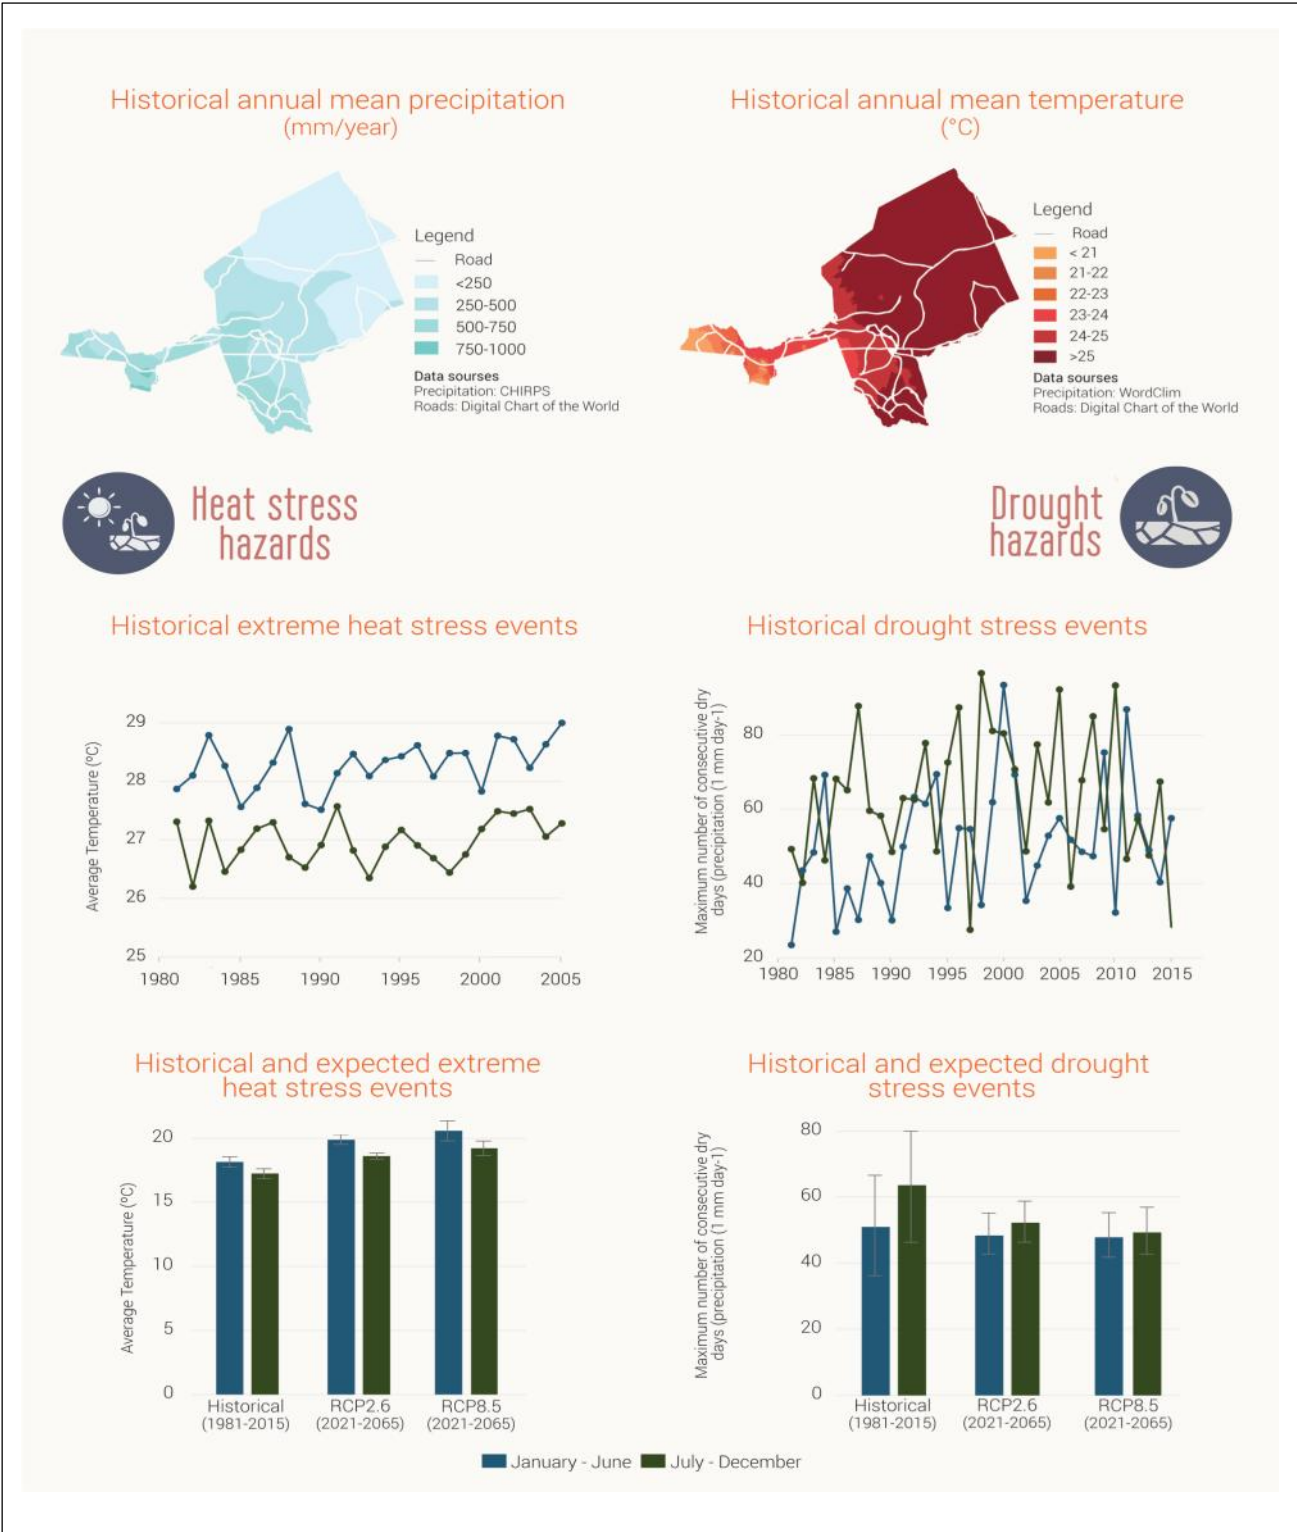 Historical annual mean precipitation
(mm/year)
Legend
Road
<250
250-500
500-750
750-1000
Data sourses
Precipitation: CHIRPS
Roads: Digital Chart of the World
Historical annual mean temperature
(°C)
Legend
Road
< 21
21-22
22-23
23-24
24-25
>25
Data sourses
Precipitation: WordClim
Roads: Digital Chart of the World
Heat stress
hazards
Drought
hazards
Historical extreme heat stress events
Average Temperature (ºC)
29
28
27
26
25
1980 1985 1990 1995 2000 2005
Historical drought stress events
Maximum number of consecutive dry
days (precipitation (1 mm day-1)
80
60
40
20
1980 1985 1990 1995 2000 2005 2010 2015
Historical and expected extreme
heat stress events
Average Temperature (ºC)
20
15
10
5
0
Historical RCP2.6 RCP8.5
(1981-2015) (2021-2065) (2021-2065)
Historical and expected drought
stress events
Maximum number of consecutive dry
days (precipitation (1 mm day-1)
80
60
40
20
0
Historical RCP2.6 RCP8.5
(1981-2015) (2021-2065) (2021-2065)
January - June July - December